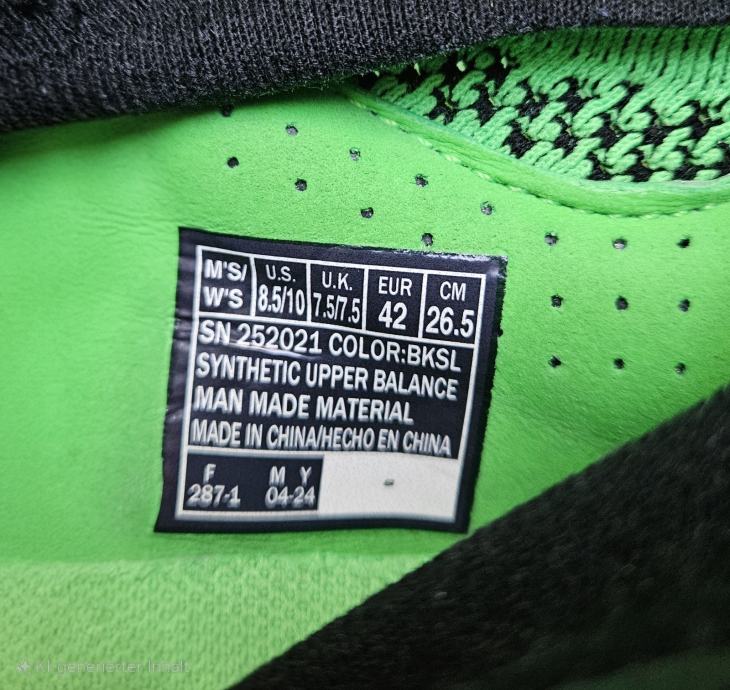 M'S/ U.S. U.K. EUR CM
W'S 8.5/10 7.5/7.5 42 26.5
SN 252021 COLOR:BKSL
SYNTHETIC UPPER BALANCE
MAN MADE MATERIAL
MADE IN CHINA/HECHO EN CHINA
F M Y
287-1 04-24
KI generierter Inhalt